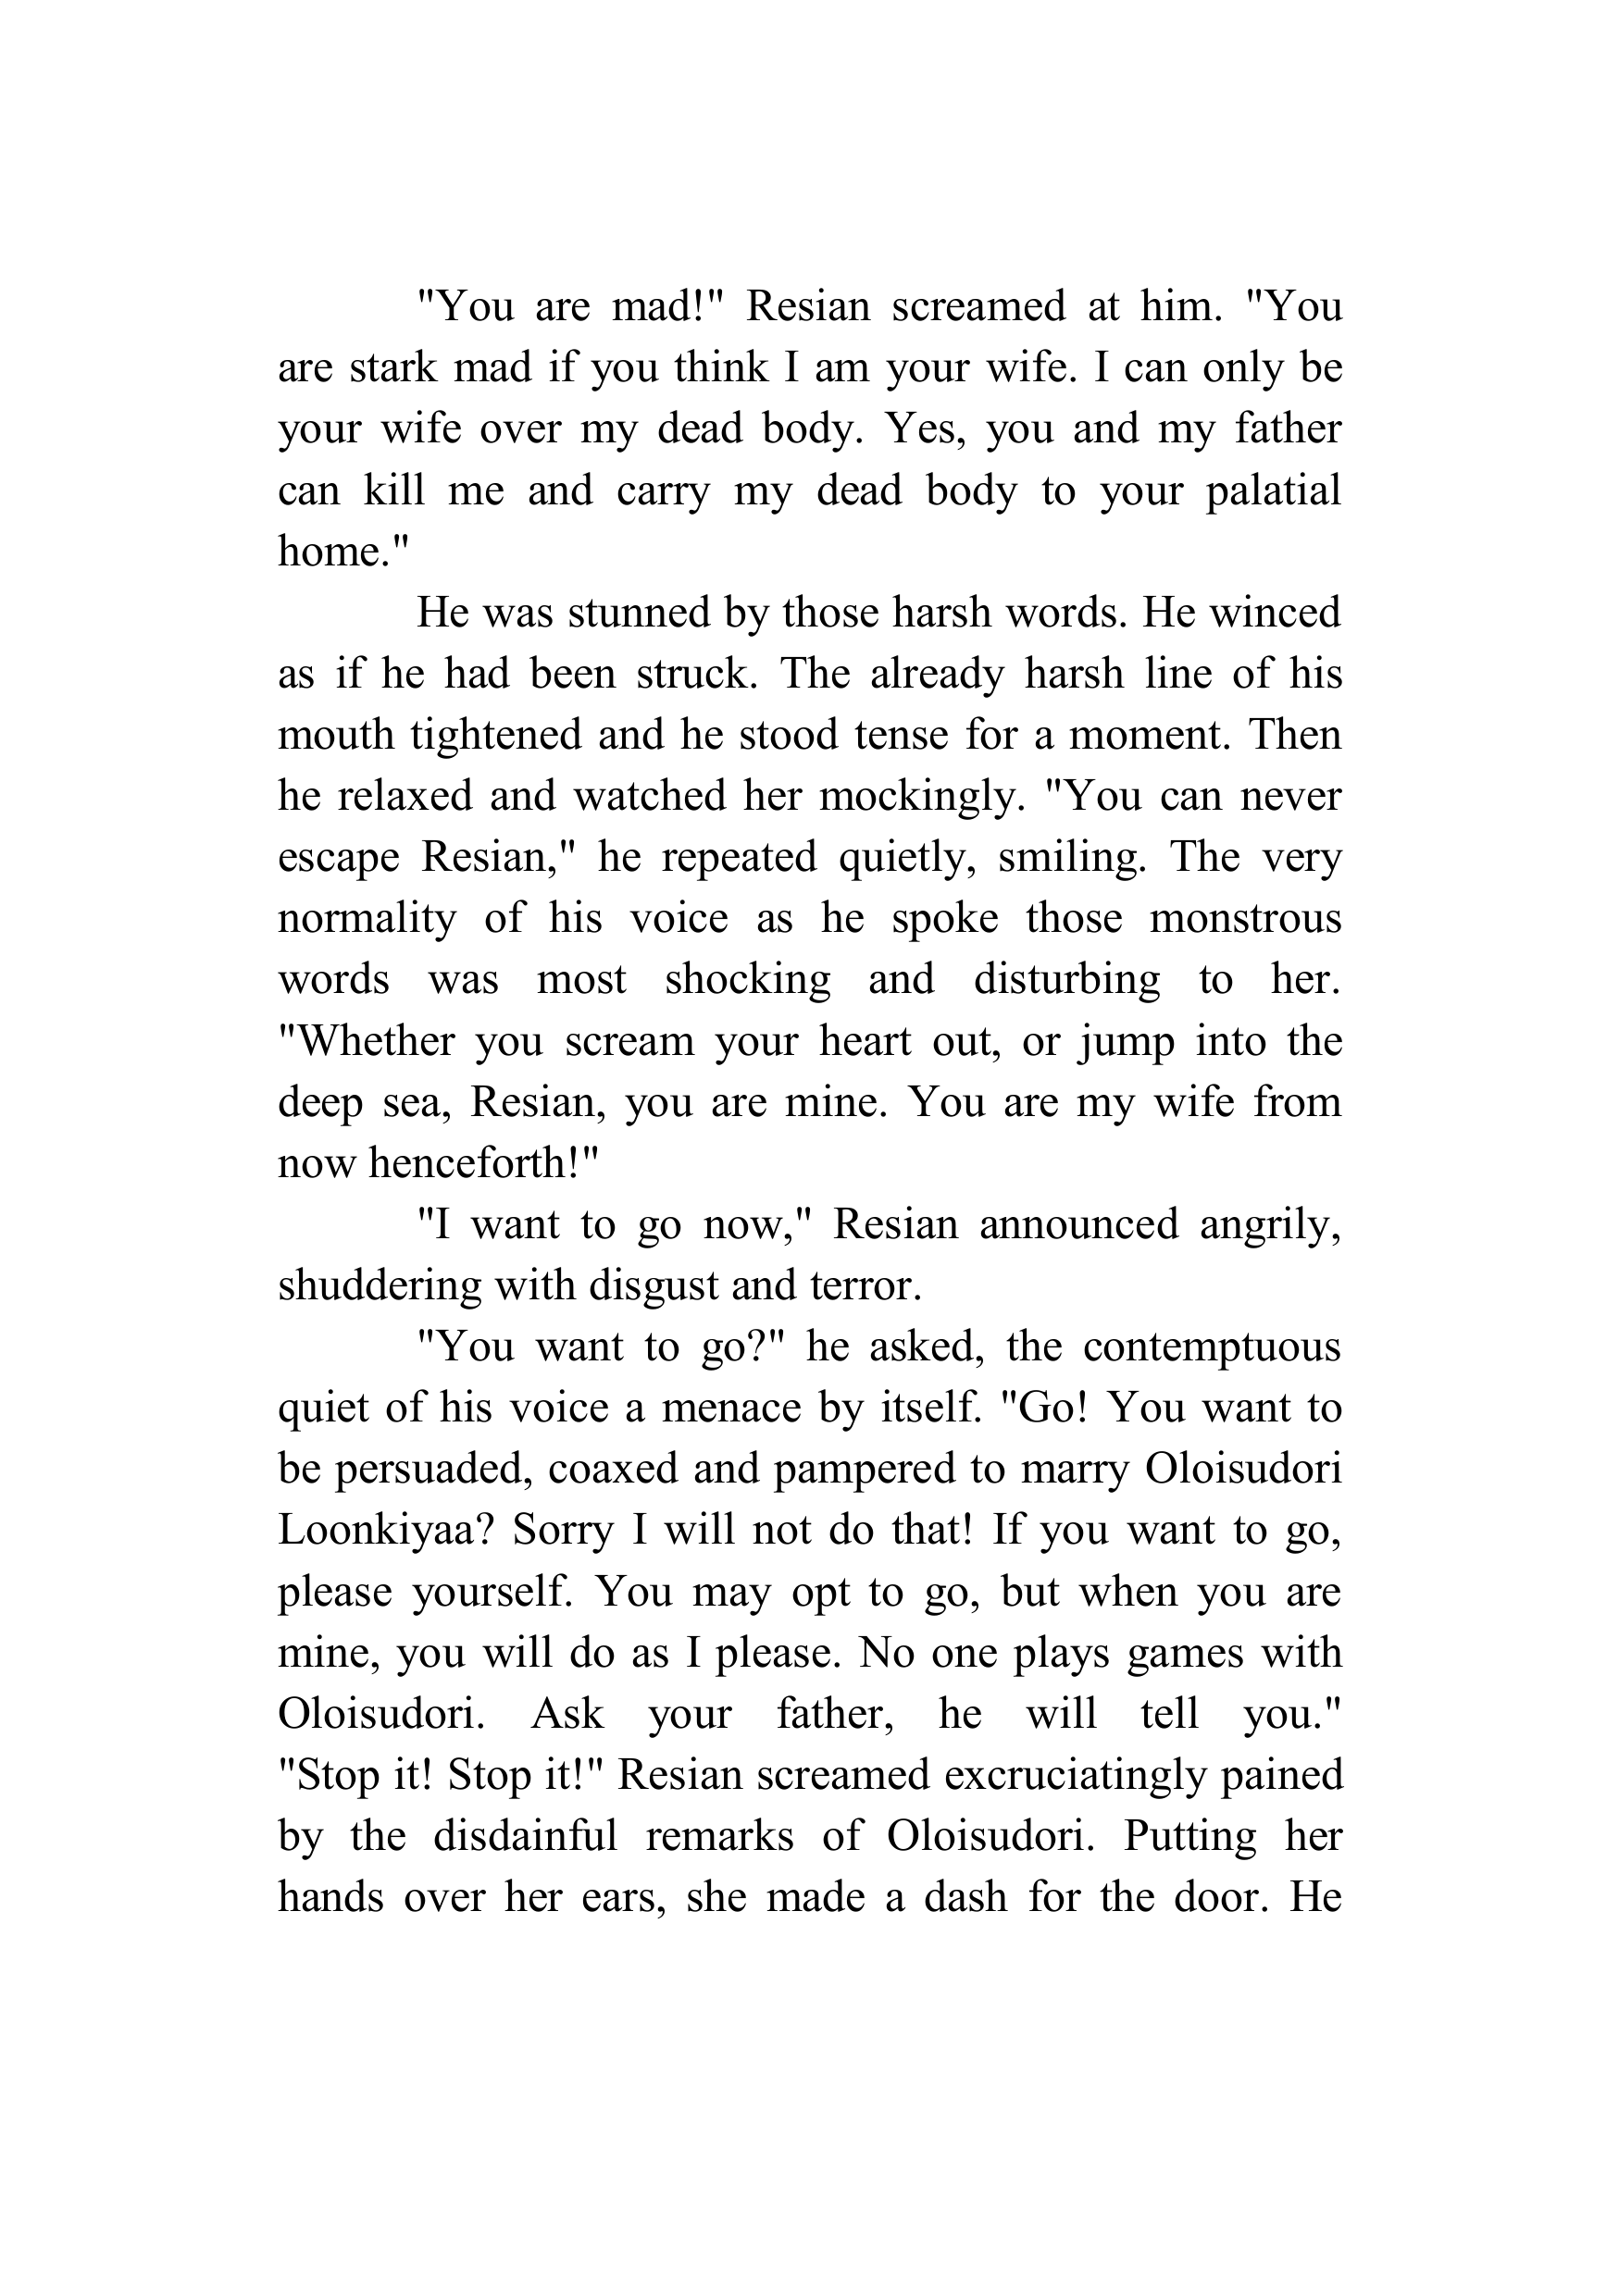 "You are mad!" Resian screamed at him. "You
are stark mad if you think I am your wife. I can only be
your wife over my dead body. Yes, you and my father
can kill me and carry my dead body to your palatial
home."
He was stunned by those harsh words. He winced
as if he had been struck. The already harsh line of his
mouth tightened and he stood tense for a moment. Then
he relaxed and watched her mockingly. "You can never
escape Resian," he repeated quietly, smiling. The very
normality of his voice as he spoke those monstrous
words was most shocking and disturbing to her.
"Whether you scream your heart out, or jump into the
deep sea, Resian, you are mine. You are my wife from
now henceforth!"
"I want to go now," Resian announced angrily,
shuddering with disgust and terror.
"You want to go?" he asked, the contemptuous
quiet of his voice a menace by itself. "Go! You want to
be persuaded, coaxed and pampered to marry Oloisudori
Loonkiyaa? Sorry I will not do that! If you want to go,
please yourself. You may opt to go, but when you are
mine, you will do as I please. No one plays games with
Oloisudori. Ask your father, he will tell you."
"Stop it! Stop it!" Resian screamed excruciatingly pained
by the disdainful remarks of Oloisudori. Putting her
hands over her ears, she made a dash for the door. He